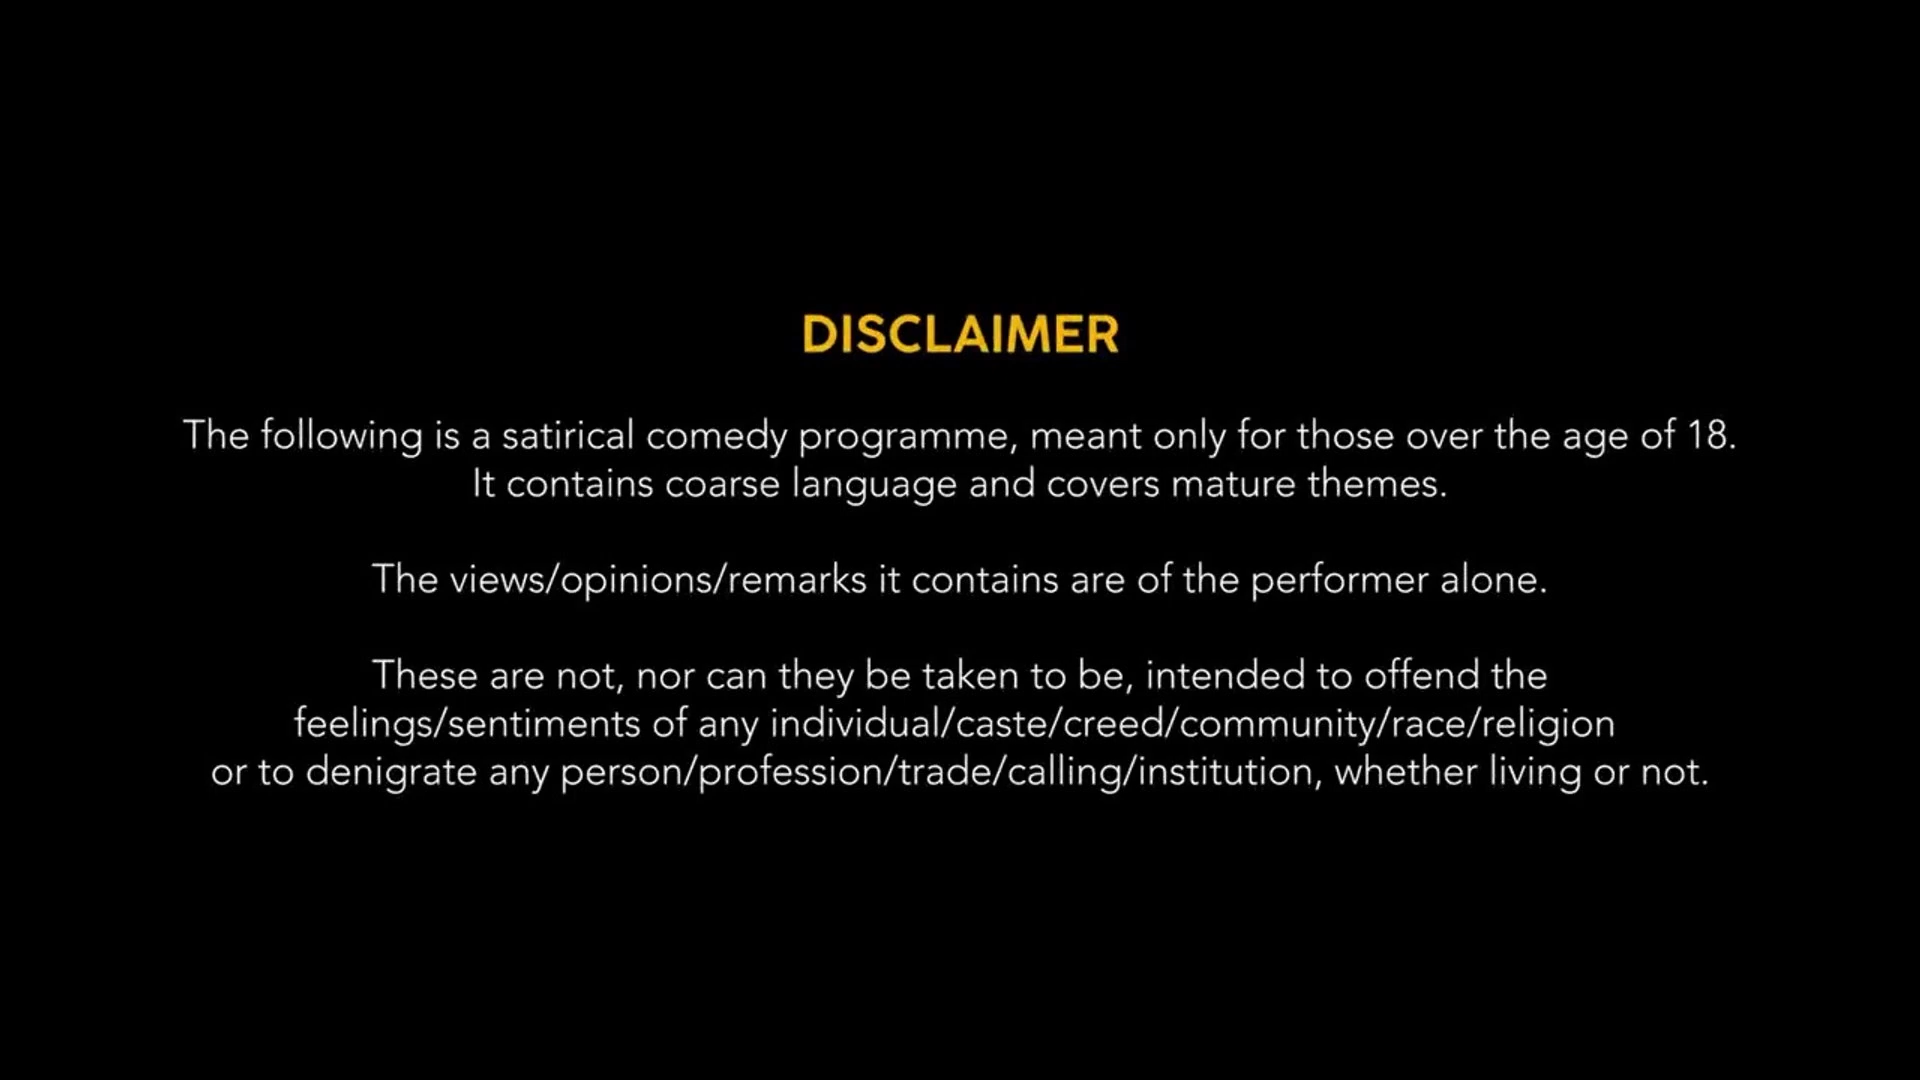 DISCLAIMER
The following is a satirical comedy programme, meant only for those over the age of 18.
It contains coarse language and covers mature themes.
The views/opinions/remarks it contains are of the performer alone.
These are not, nor can they be taken to be, intended to offend the
feelings/sentiments of any individual/caste/creed/community/race/religion
or to denigrate any person/profession/trade/calling/institution, whether living or not.